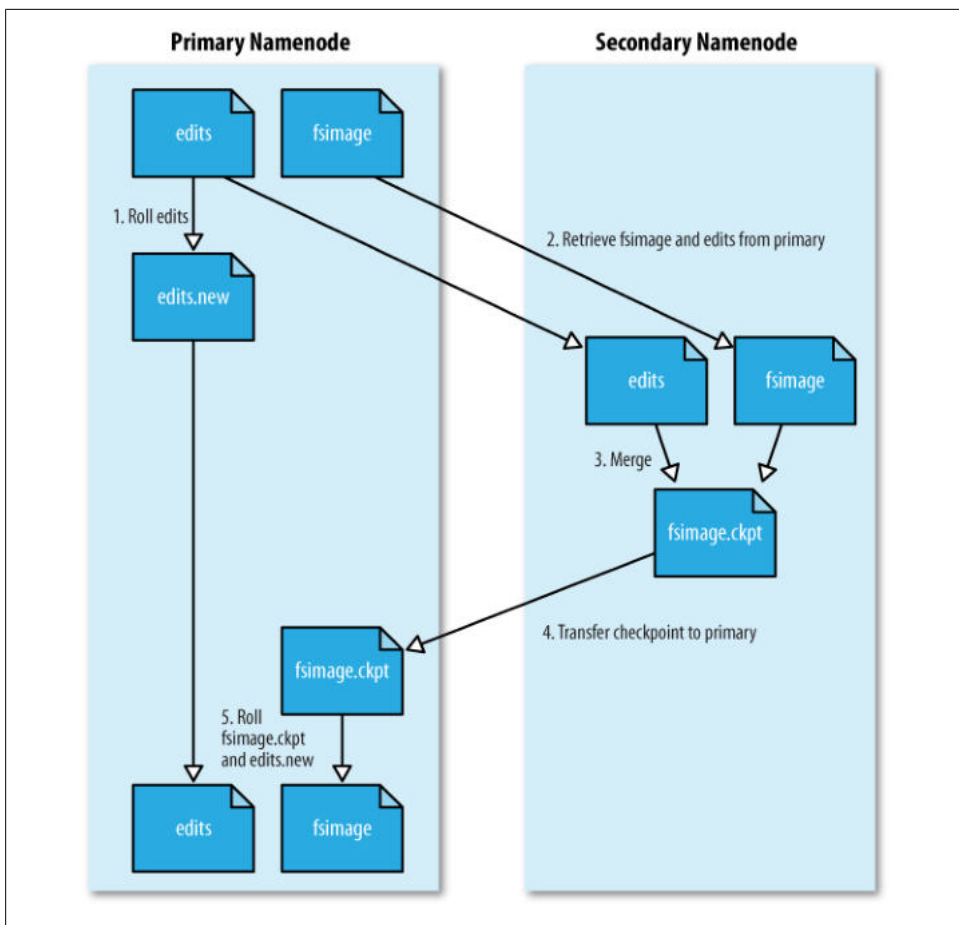 Primary Namenode
Secondary Namenode
edits
fsimage
1. Roll edits
2. Retrieve fsimage and edits from primary
edits.new
edits
fsimage
3. Merge
fsimage.ckpt
4. Transfer checkpoint to primary
fsimage.ckpt
5. Roll
fsimage.ckpt
and edits.new
edits
fsimage